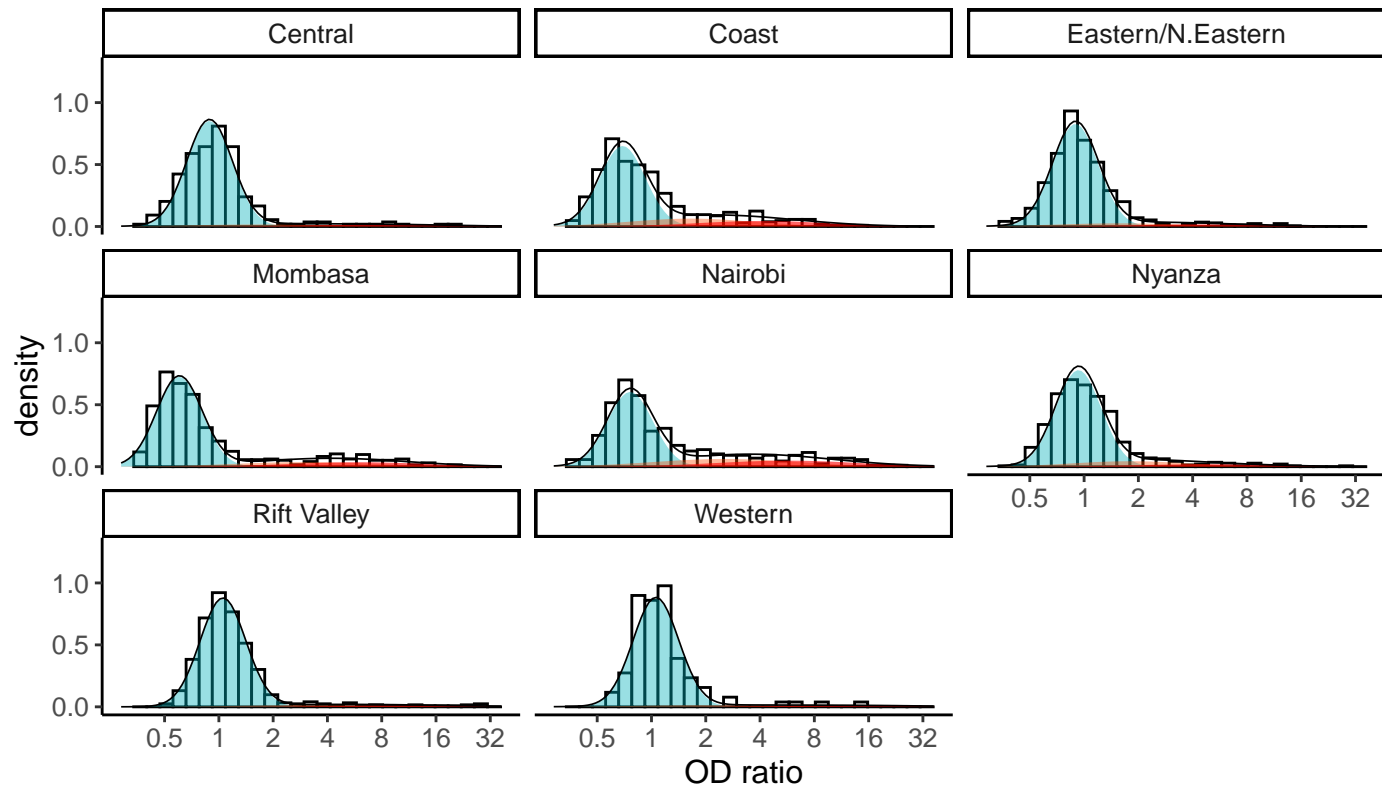 Central Coast Eastern/N.Eastern
1.0
0.5
0.0
Mombasa Nairobi Nyanza
density
1.0
0.5
0.0
0.5 1 2 4 8 16 32
Rift Valley Western
1.0
0.5
0.0
0.5 1 2 4 8 16 32 0.5 1 2 4 8 16 32
OD ratio